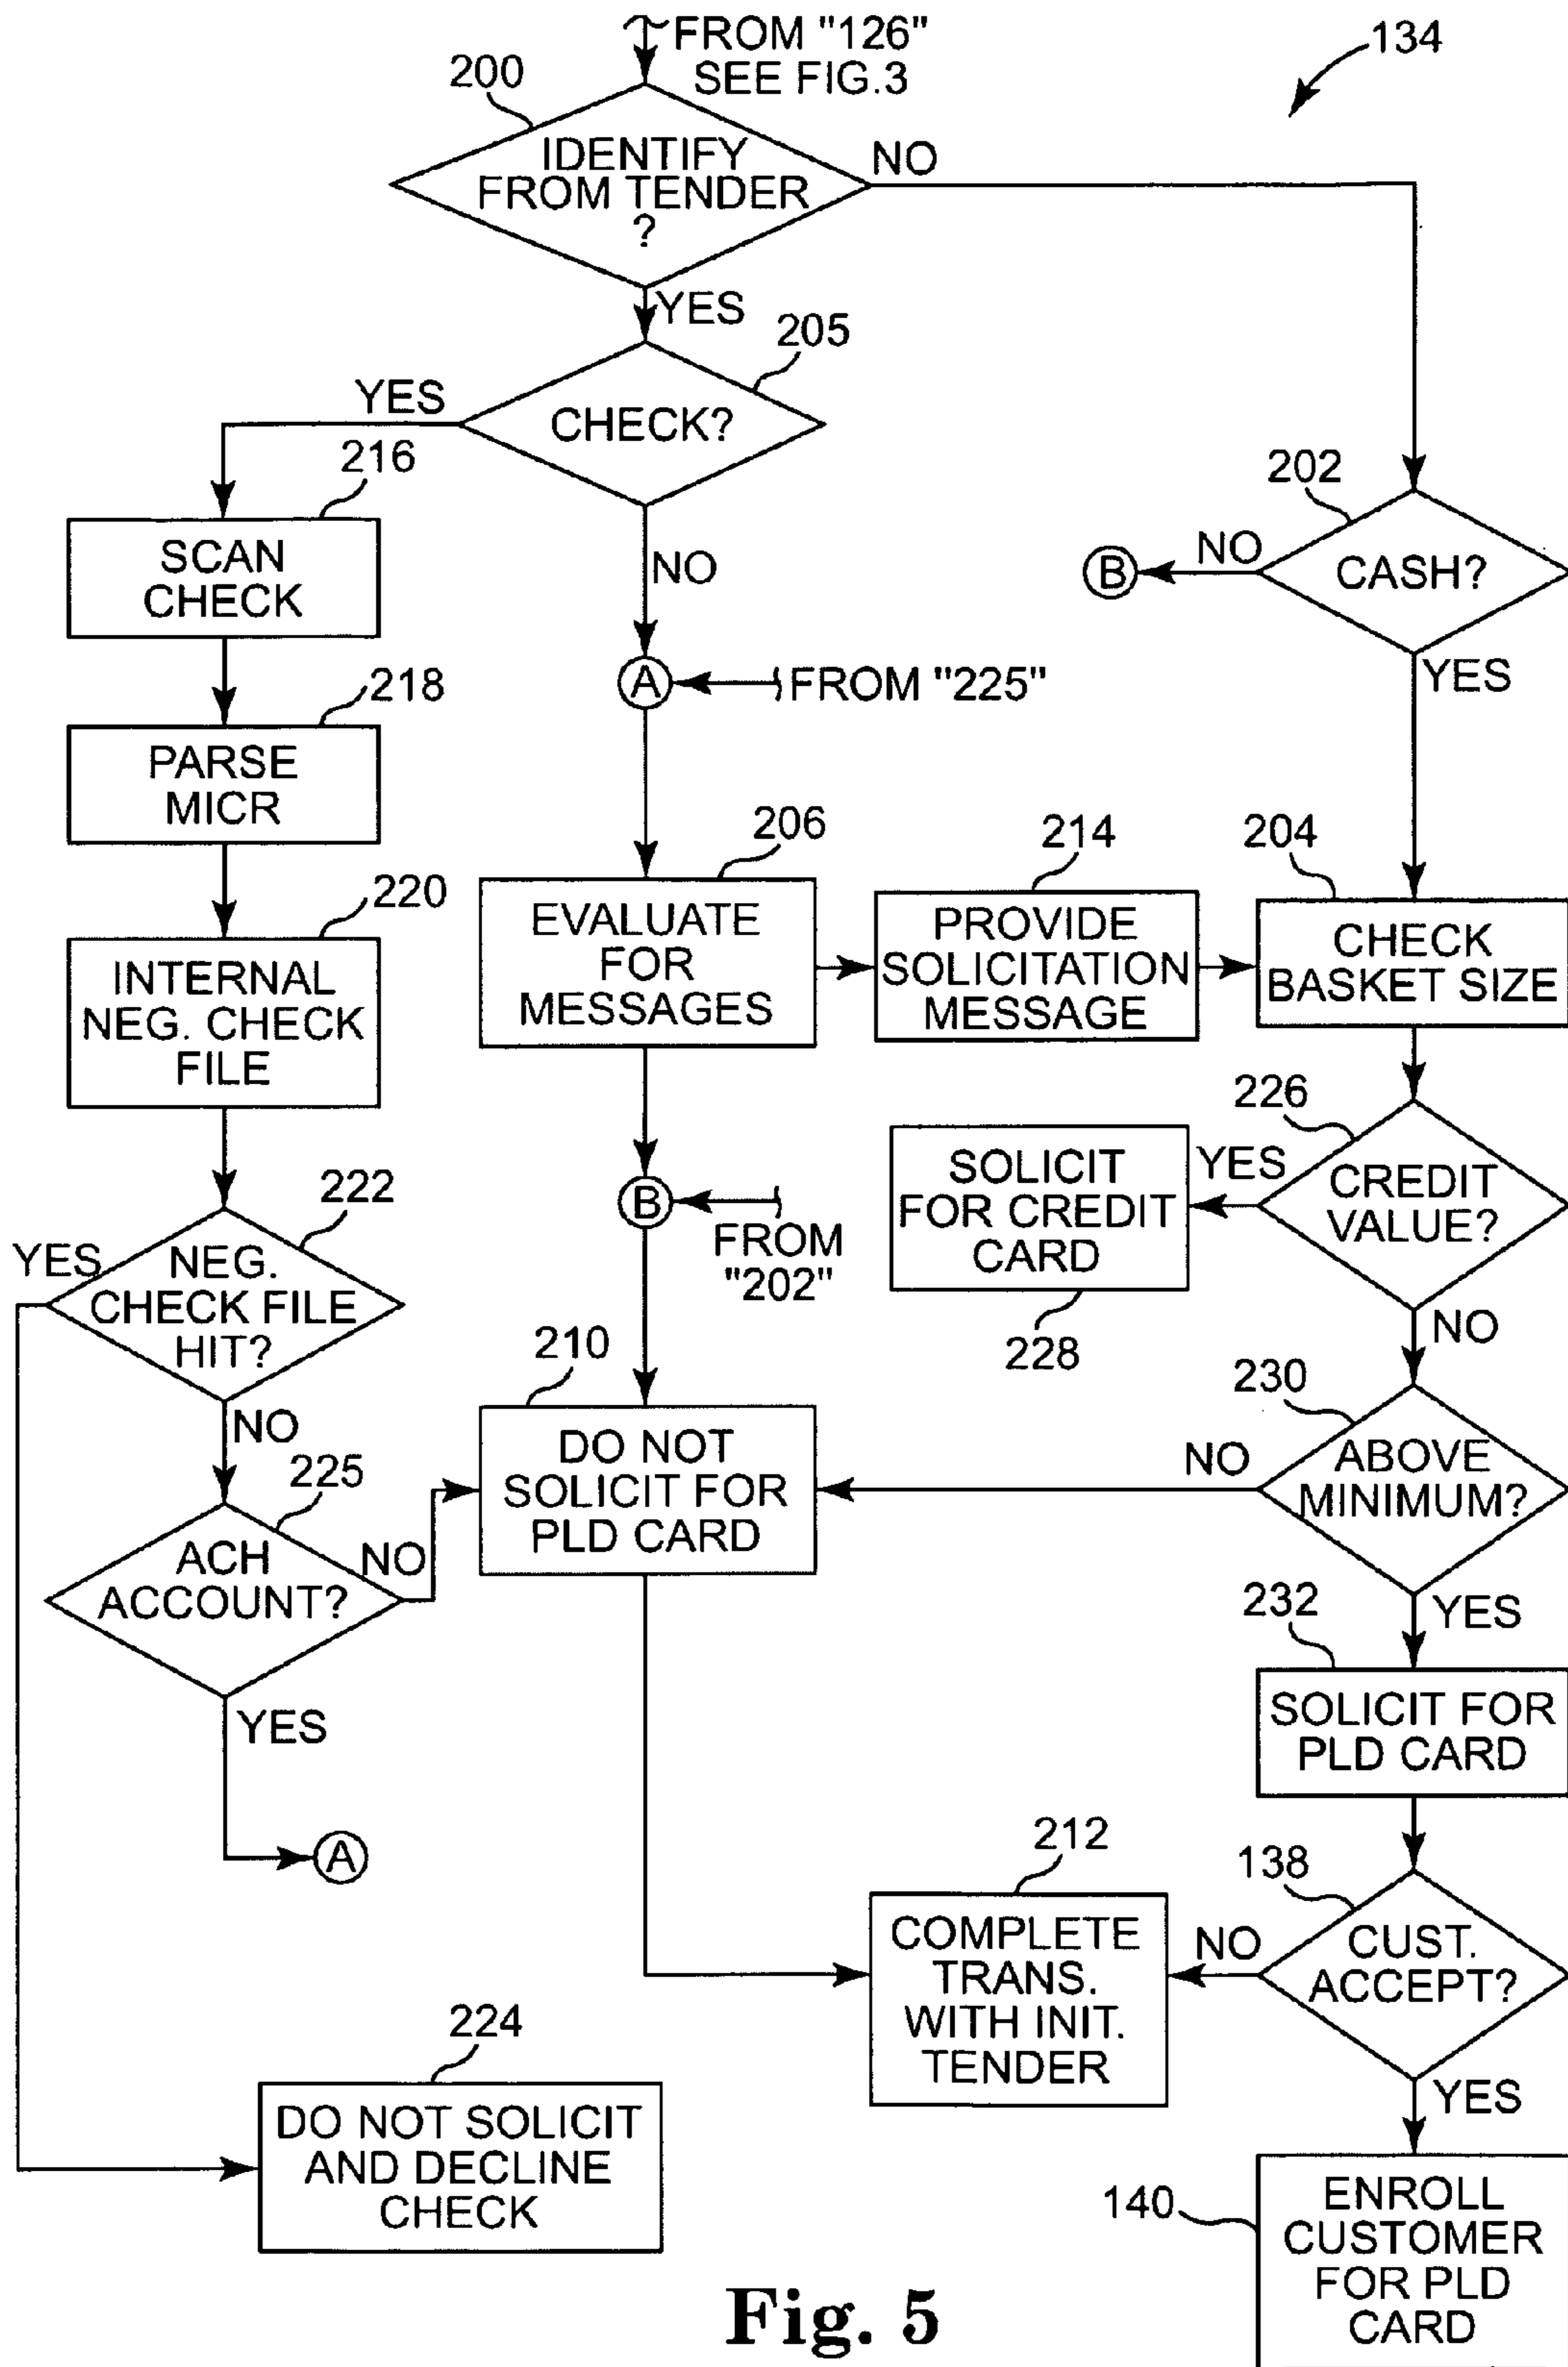 FROM "126"
SEE FIG.3
134
200
IDENTIFY
FROM TENDER
?
NO
YES
205
CHECK?
YES
NO
216
SCAN
CHECK
202
CASH?
NO
B
YES
A
FROM "225"
218
PARSE
MICR
206
EVALUATE
FOR
MESSAGES
214
PROVIDE
SOLICITATION
MESSAGE
204
CHECK
BASKET SIZE
220
INTERNAL
NEG. CHECK
FILE
226
CREDIT
VALUE?
YES
SOLICIT
FOR CREDIT
CARD
228
NO
B
FROM
"202"
222
YES
NEG.
CHECK FILE
HIT?
NO
210
DO NOT
SOLICIT FOR
PLD CARD
230
ABOVE
MINIMUM?
NO
YES
225
ACH
ACCOUNT?
NO
YES
A
232
SOLICIT FOR
PLD CARD
212
COMPLETE
TRANS.
WITH INIT.
TENDER
138
CUST.
ACCEPT?
NO
YES
224
DO NOT SOLICIT
AND DECLINE
CHECK
140
ENROLL
CUSTOMER
FOR PLD
CARD
Fig. 5